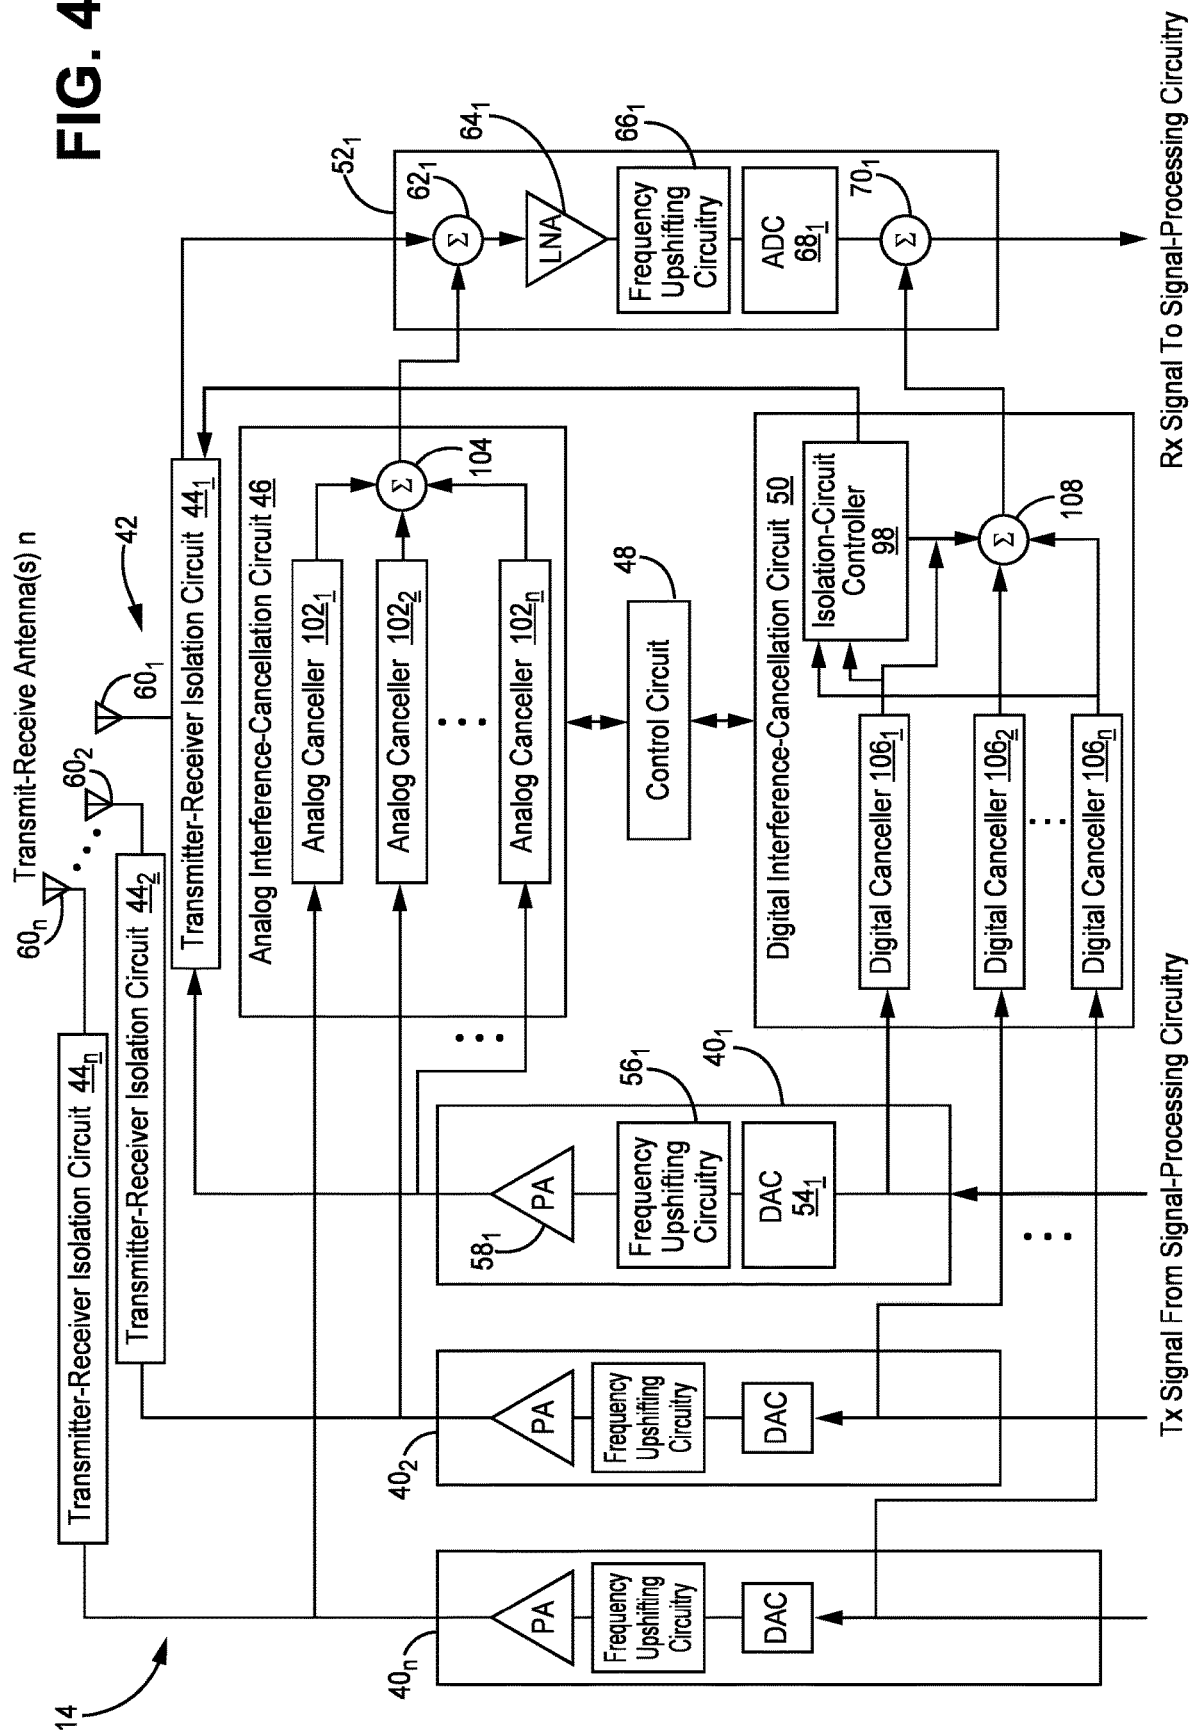 FIG. 4
14
42
Transmit-Receive Antenna(s) n
60n
602
601
Transmitter-Receiver Isolation Circuit 44n
Transmitter-Receiver Isolation Circuit 442
Transmitter-Receiver Isolation Circuit 441
Analog Interference-Cancellation Circuit 46
Analog Canceller 1021
Analog Canceller 1022
Analog Canceller 102n
Σ
104
Control Circuit
48
Digital Interference-Cancellation Circuit 50
Isolation-Circuit
Controller
98
Digital Canceller 1061
Digital Canceller 1062
Digital Canceller 106n
Σ
108
40n
PA
Frequency
Upshifting
Circuitry
DAC
402
PA
Frequency
Upshifting
Circuitry
DAC
401
PA
581
Frequency
Upshifting
Circuitry
561
DAC
541
521
Σ
621
LNA
641
Frequency
Upshifting
Circuitry
661
ADC
681
Σ
701
Tx Signal From Signal-Processing Circuitry
Rx Signal To Signal-Processing Circuitry